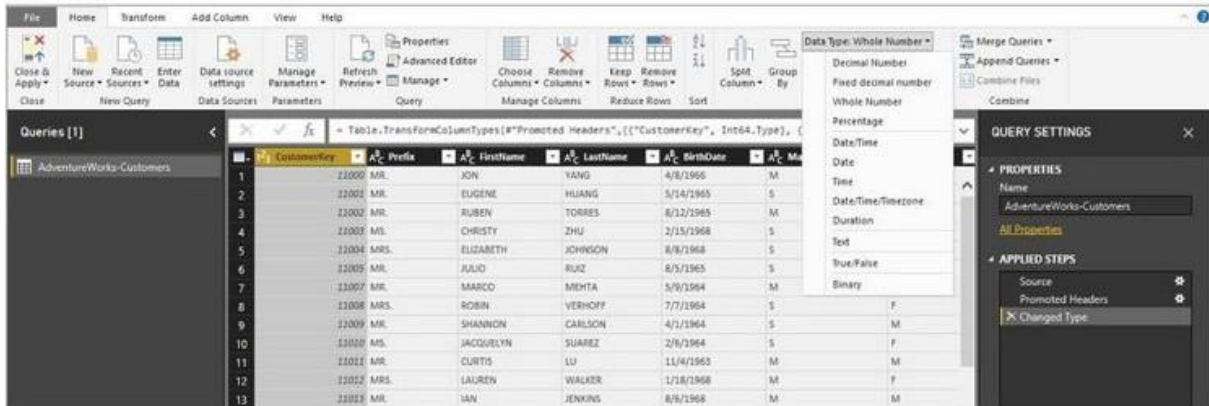 File Home Transform Add Column View Help
Close & Apply New Source Recent Sources Enter Data Data source settings Manage Parameters Refresh Preview Properties Advanced Editor Manage Choose Columns Remove Columns Keep Rows Remove Rows Split Column Group By Data Type: Whole Number Merge Queries Append Queries Combine Files
Close New Query Data Sources Parameters Query Manage Columns Reduce Rows Sort Combine
Decimal Number
Fixed decimal number
Whole Number
Percentage
Date/Time
Date
Time
Date/Time/Timezone
Duration
Text
True/False
Binary
Queries [1]
AdventureWorks-Customers
fx = Table.TransformColumnTypes(#"Promoted Headers",{{"CustomerKey", Int64.Type}, {
CustomerKey Prefix FirstName LastName BirthDate Ma
1 11000 MR. JON YANG 4/8/1966 M
2 11001 MR. EUGENE HUANG 5/14/1965 S
3 11002 MR. RUBEN TORRES 8/12/1965 M
4 11003 MS. CHRISTY ZHU 2/15/1968 S
5 11004 MRS. ELIZABETH JOHNSON 8/8/1968 S
6 11005 MR. JULIO RUIZ 8/5/1965 S
7 11007 MR. MARCO MEHTA 5/9/1964 M
8 11008 MRS. ROBIN VERHOFF 7/7/1964 S F
9 11009 MR. SHANNON CARLSON 4/1/1964 S M
10 11010 MS. JACQUELYN SUAREZ 2/6/1964 S F
11 11011 MR. CURTIS LU 11/4/1963 M M
12 11012 MRS. LAUREN WALKER 1/18/1968 M F
13 11013 MR. IAN JENKINS 8/6/1968 M M
QUERY SETTINGS
PROPERTIES
Name
AdventureWorks-Customers
All Properties
APPLIED STEPS
Source
Promoted Headers
Changed Type